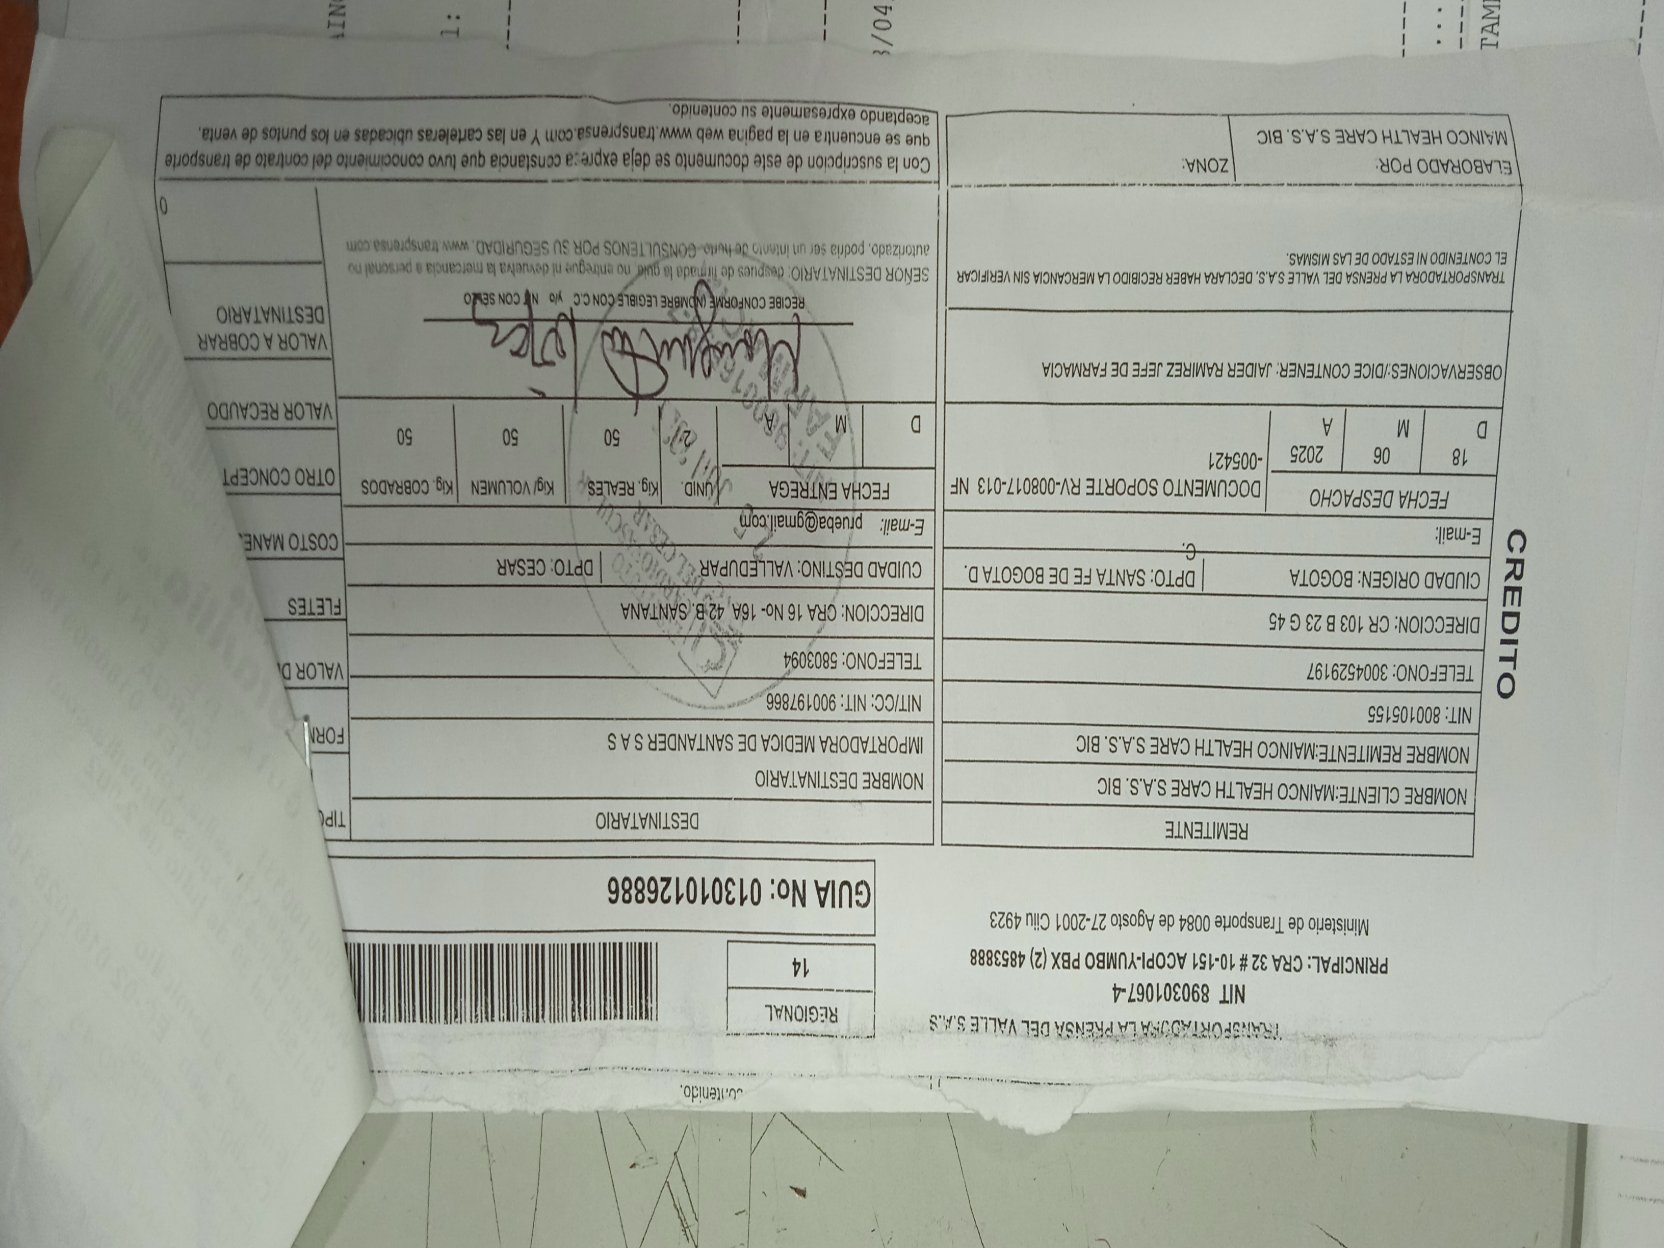 contenido.
TRANSPORTADORA LA PRENSA DEL VALLE S.A.S
NIT 890301067-4
PRINCIPAL: CRA 32 # 10-151 ACOPI-YUMBO PBX (2) 4853888
Ministerio de Transporte 0084 de Agosto 27-2001 Ciiu 4923
REGIONAL
14
GUIA No: 013010126886
CREDITO
REMITENTE
NOMBRE CLIENTE:MAINCO HEALTH CARE S.A.S. BIC
NOMBRE REMITENTE:MAINCO HEALTH CARE S.A.S. BIC
NIT: 800105155
TELEFONO: 3004529197
DIRECCION: CR 103 B 23 G 45
CIUDAD ORIGEN: BOGOTA
DPTO: SANTA FE DE BOGOTA D.
C.
E-mail:
FECHA DESPACHO
18 06 2025
D M A
DOCUMENTO SOPORTE RV-008017-013 NF
-005421
OBSERVACIONES:/DICE CONTENER: JAIDER RAMIREZ JEFE DE FARMACIA
TRANSPORTADORA LA PRENSA DEL VALLE S.A.S, DECLARA HABER RECIBIDO LA MERCANCIA SIN VERIFICAR
EL CONTENIDO NI ESTADO DE LAS MISMAS.
ELABORADO POR:
MAINCO HEALTH CARE S.A.S. BIC
ZONA:
DESTINATARIO
NOMBRE DESTINATARIO
IMPORTADORA MEDICA DE SANTANDER S A S
NIT/CC: NIT: 900197866
TELEFONO: 5803094
DIRECCION: CRA 16 No- 16A, 42 B. SANTANA
CUIDAD DESTINO: VALLEDUPAR
DPTO: CESAR
E-mail: prueba@gmail.com
FECHA ENTREGA
D M A
UNID.
2
Klg. REALES
50
Klg/ VOLUMEN
50
Klg. COBRADOS
50
RECIBE CONFORME (NOMBRE LEGIBLE CON C.C y/o NIT CON SELLO
SEÑOR DESTINATARIO: despues de firmada la guia, no entregue ni devuelva la mercancia a personal no
autorizado, podria ser un intento de hurto- CONSULTENOS POR SU SEGURIDAD. www transprensa com
Con la suscripcion de este documento se deja expresa constancia que tuvo conocimiento del contrato de transporte
que se encuentra en la pagina web www.transprensa.com Y en las carteleras ubicadas en los puntos de venta,
aceptando expresamente su contenido.
TIPO
FORM
VALOR D
FLETES
COSTO MANE
OTRO CONCEPT
VALOR RECAUDO
VALOR A COBRAR
DESTINATARIO
0